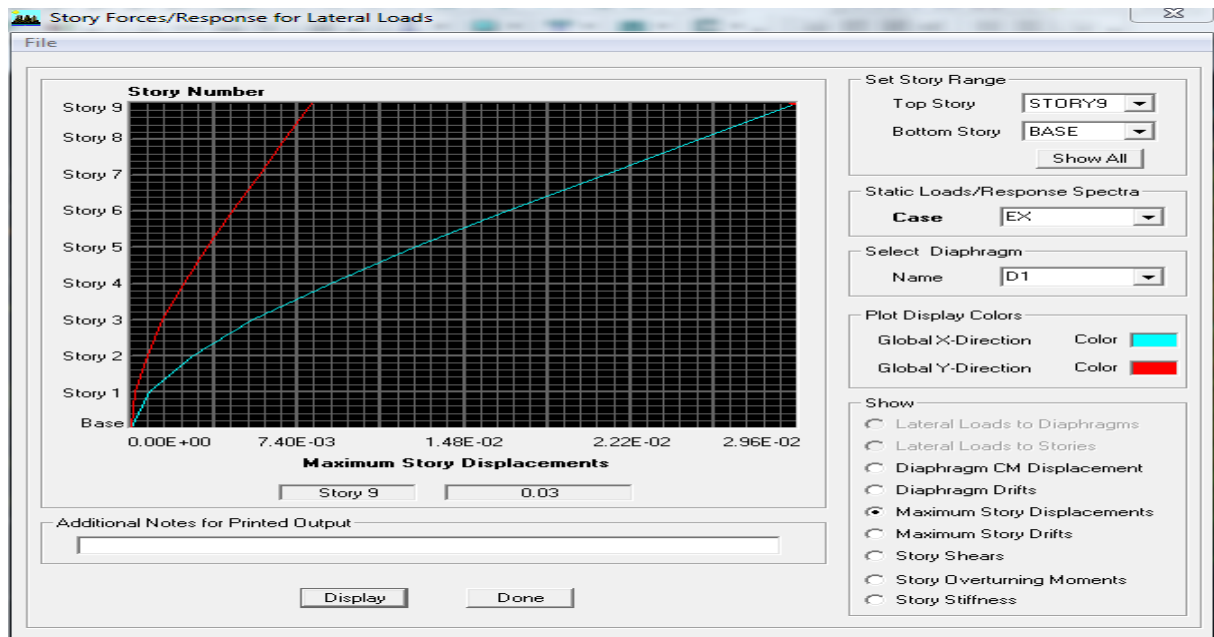 Story Forces/Response for Lateral Loads
File
Story Number
Story 9
Story 8
Story 7
Story 6
Story 5
Story 4
Story 3
Story 2
Story 1
Base
0.00E+00 7.40E-03 1.48E-02 2.22E-02 2.96E-02
Maximum Story Displacements
Story 9 0.03
Additional Notes for Printed Output
Display Done
Set Story Range
Top Story STORY9
Bottom Story BASE
Show All
Static Loads/Response Spectra
Case EX
Select Diaphragm
Name D1
Plot Display Colors
Global X-Direction Color
Global Y-Direction Color
Show
Lateral Loads to Diaphragms
Lateral Loads to Stories
Diaphragm CM Displacement
Diaphragm Drifts
Maximum Story Displacements
Maximum Story Drifts
Story Shears
Story Overturning Moments
Story Stiffness